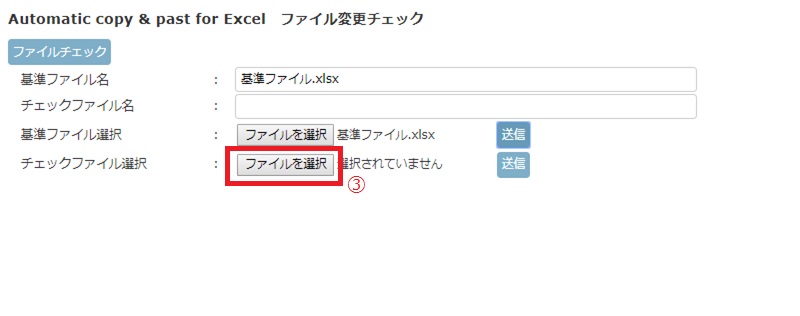 Automatic copy & past for Excel ファイル変更チェック
ファイルチェック
基準ファイル名 : 基準ファイル.xlsx
チェックファイル名 :
基準ファイル選択 : ファイルを選択 基準ファイル.xlsx 送信
チェックファイル選択 : ファイルを選択 選択されていません 送信
③